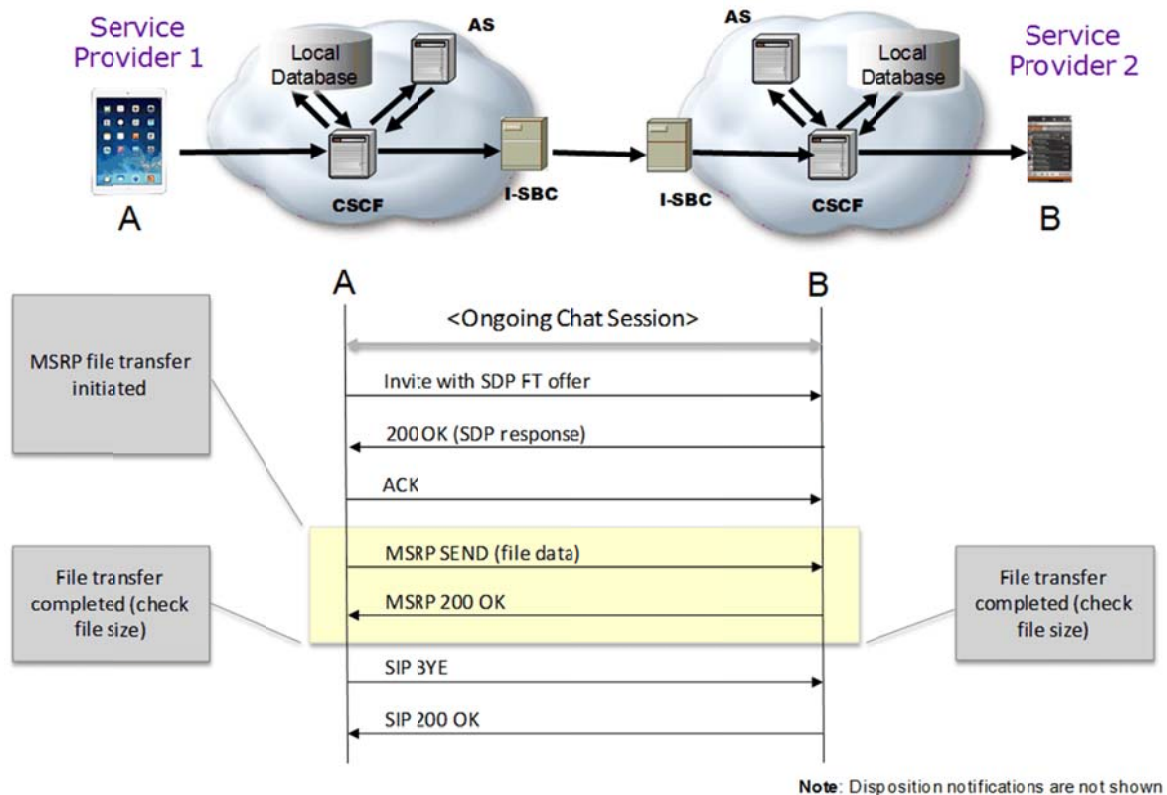 Service
Provider 1
Local
Database
AS
CSCF
I-SBC
A
AS
Local
Database
Service
Provider 2
I-SBC
CSCF
B
A
B
<Ongoing Chat Session>
MSRP file transfer
initiated
Invite with SDP FT offer
200 OK (SDP response)
ACK
MSRP SEND (file data)
MSRP 200 OK
File transfer
completed (check
file size)
File transfer
completed (check
file size)
SIP BYE
SIP 200 OK
Note: Disposition notifications are not shown